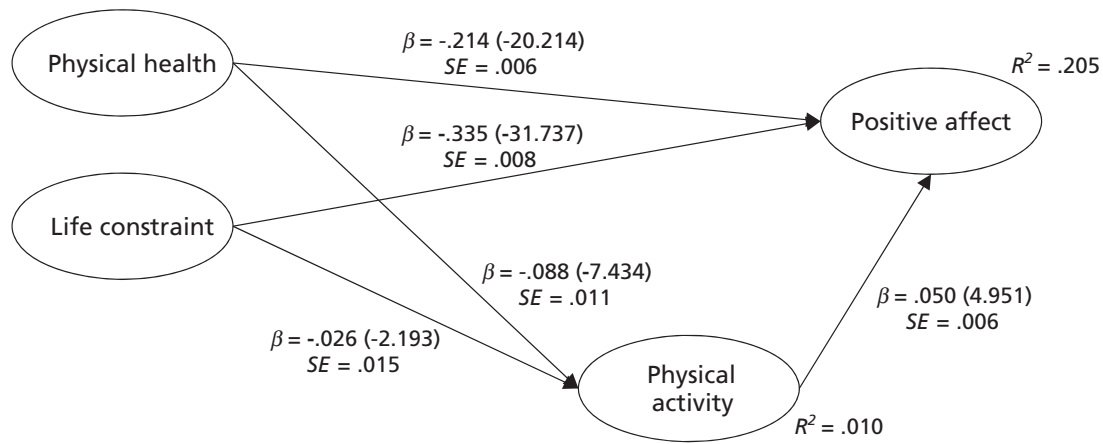 β = -.214 (-20.214)
SE = .006
Physical health
R² = .205
Positive affect
β = -.335 (-31.737)
SE = .008
Life constraint
β = -.088 (-7.434)
SE = .011
β = .050 (4.951)
SE = .006
β = -.026 (-2.193)
SE = .015
Physical
activity
R² = .010